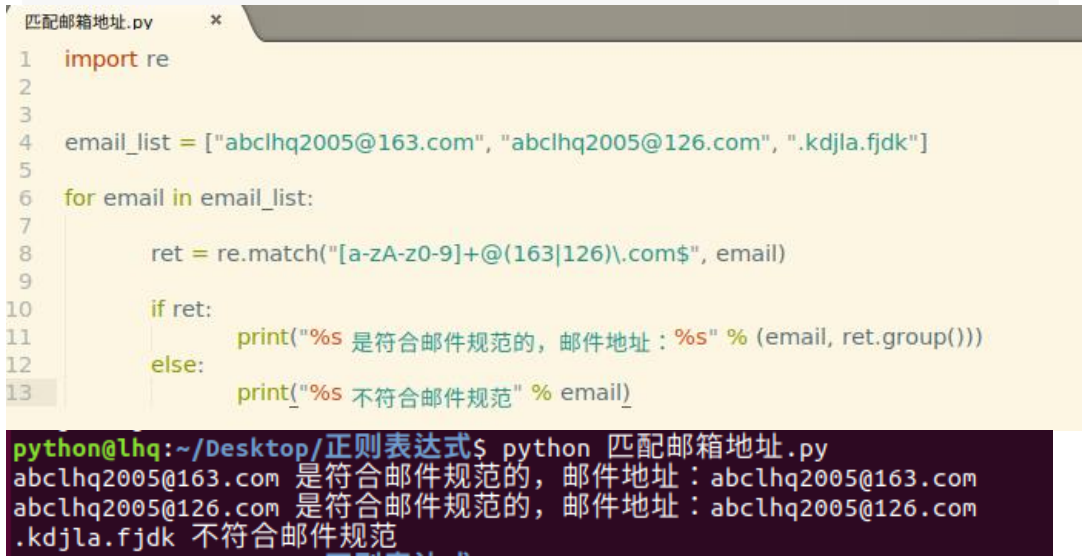 匹配邮箱地址.py ×
1 import re
2
3
4 email_list = ["abclhq2005@163.com", "abclhq2005@126.com", ".kdjla.fjdk"]
5
6 for email in email_list:
7
8 ret = re.match("[a-zA-z0-9]+@(163|126)\.com$", email)
9
10 if ret:
11 print("%s 是符合邮件规范的，邮件地址：%s" % (email, ret.group()))
12 else:
13 print("%s 不符合邮件规范" % email)
python@lhq:~/Desktop/正则表达式$ python 匹配邮箱地址.py
abclhq2005@163.com 是符合邮件规范的，邮件地址：abclhq2005@163.com
abclhq2005@126.com 是符合邮件规范的，邮件地址：abclhq2005@126.com
.kdjla.fjdk 不符合邮件规范